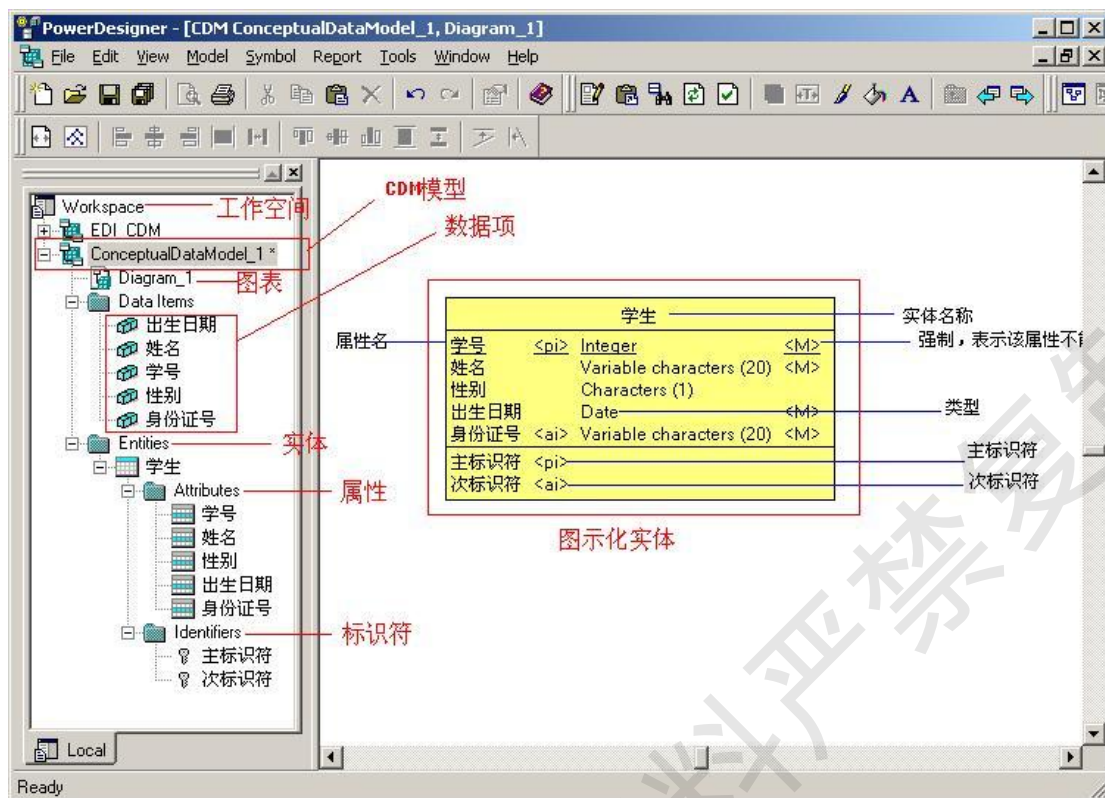 PowerDesigner - [CDM ConceptualDataModel_1, Diagram_1]
File Edit View Model Symbol Report Tools Window Help
CDM模型
Workspace 工作空间
数据项
EDI_CDM
ConceptualDataModel_1 *
Diagram_1 图表
Data Items
出生日期
姓名
学号
性别
身份证号
Entities 实体
学生
Attributes 属性
学号
姓名
性别
出生日期
身份证号
Identifiers 标识符
主标识符
次标识符
Local
学生 实体名称
属性名 学号 <pi> Integer <M> 强制，表示该属性不
姓名 Variable characters (20) <M>
性别 Characters (1)
出生日期 Date <M> 类型
身份证号 <ai> Variable characters (20) <M>
主标识符 <pi> 主标识符
次标识符 <ai> 次标识符
图示化实体
Ready
料严禁复